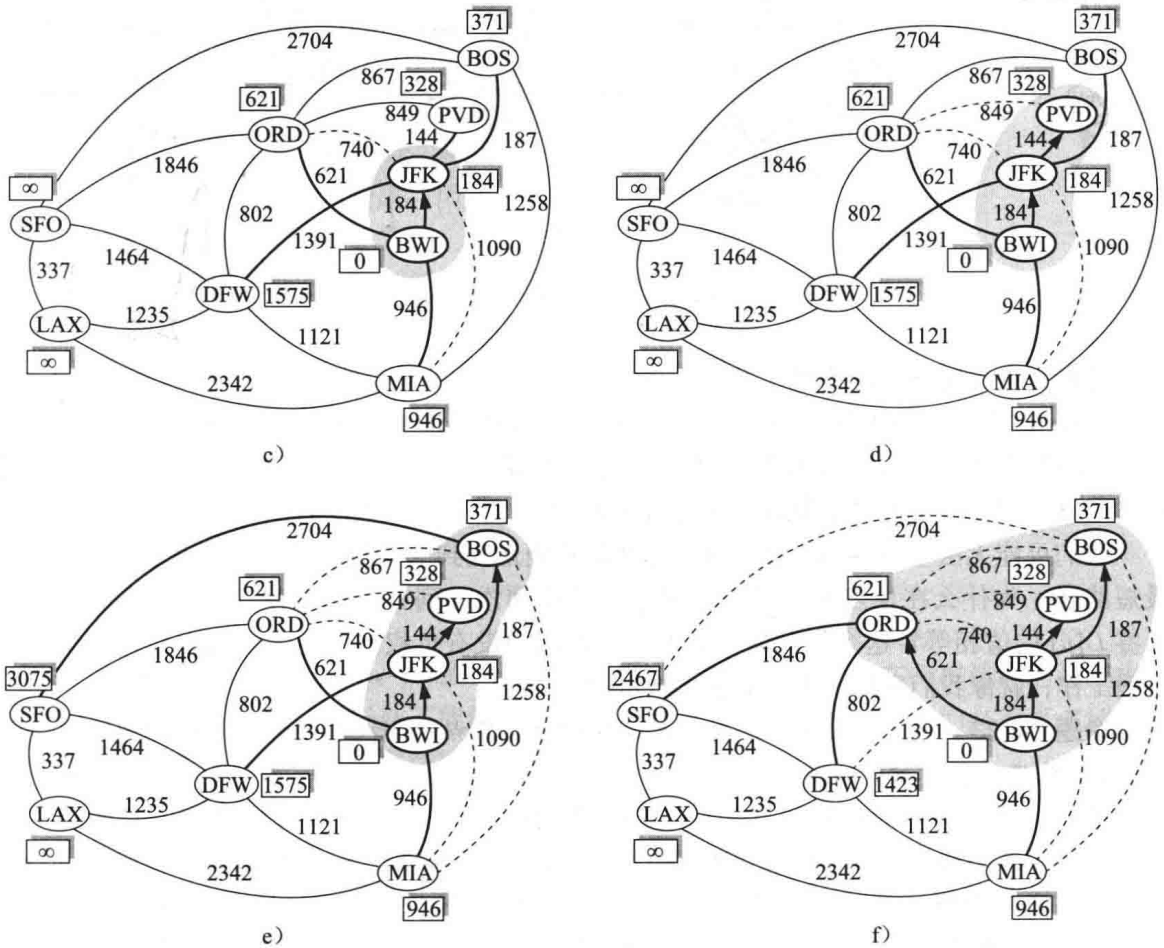 371
2704
BOS
867
328
621
849
PVD
ORD
144
187
740
1846
JFK
∞
621
184
SFO
802
184
1258
1464
1391
BWI
1090
337
0
DFW
1575
946
LAX
1235
1121
∞
MIA
2342
946
c）
371
2704
BOS
867
328
621
849
PVD
ORD
144
187
740
1846
JFK
∞
621
184
SFO
802
184
1258
1464
1391
BWI
1090
337
0
DFW
1575
946
LAX
1235
1121
∞
MIA
2342
946
d）
371
2704
BOS
867
328
621
849
PVD
ORD
144
187
740
1846
JFK
3075
621
184
SFO
802
184
1258
1464
1391
BWI
1090
337
0
DFW
1575
946
LAX
1235
1121
∞
MIA
2342
946
e）
371
2704
BOS
867
328
621
849
PVD
ORD
144
187
740
1846
JFK
2467
621
184
SFO
802
184
1258
1464
1391
BWI
1090
337
0
DFW
1423
946
LAX
1235
1121
∞
MIA
2342
946
f）